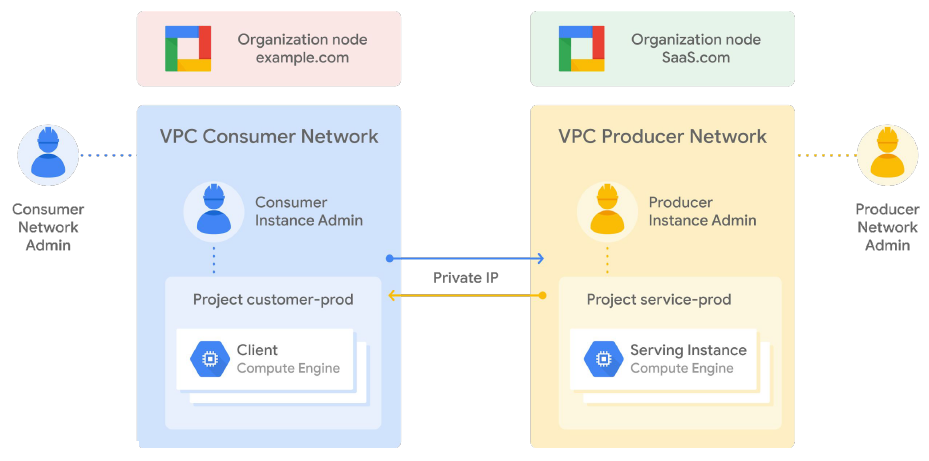 Organization node
example.com
Organization node
SaaS.com
VPC Consumer Network
VPC Producer Network
Consumer
Network
Admin
Consumer
Instance Admin
Producer
Instance Admin
Producer
Network
Admin
Private IP
Project customer-prod
Project service-prod
Client
Compute Engine
Serving Instance
Compute Engine